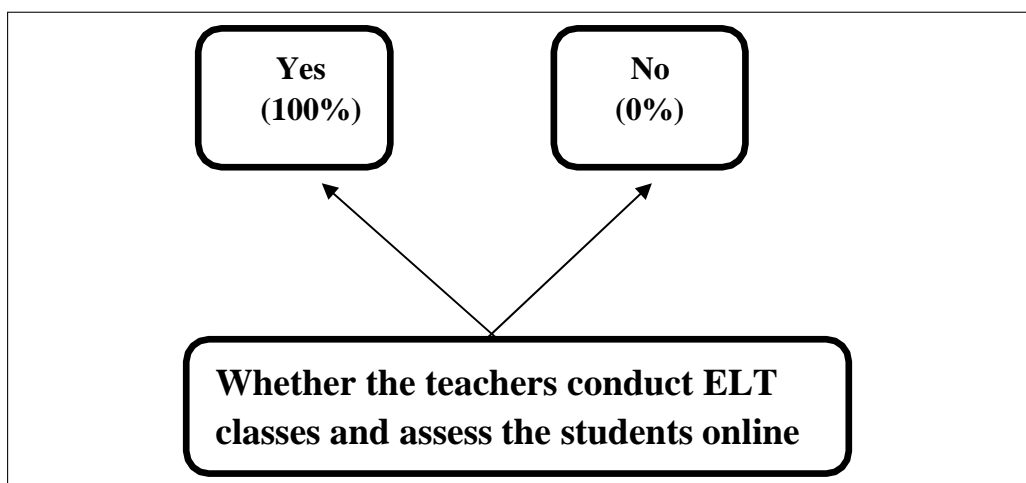 Yes
(100%)
No
(0%)
Whether the teachers conduct ELT
classes and assess the students online